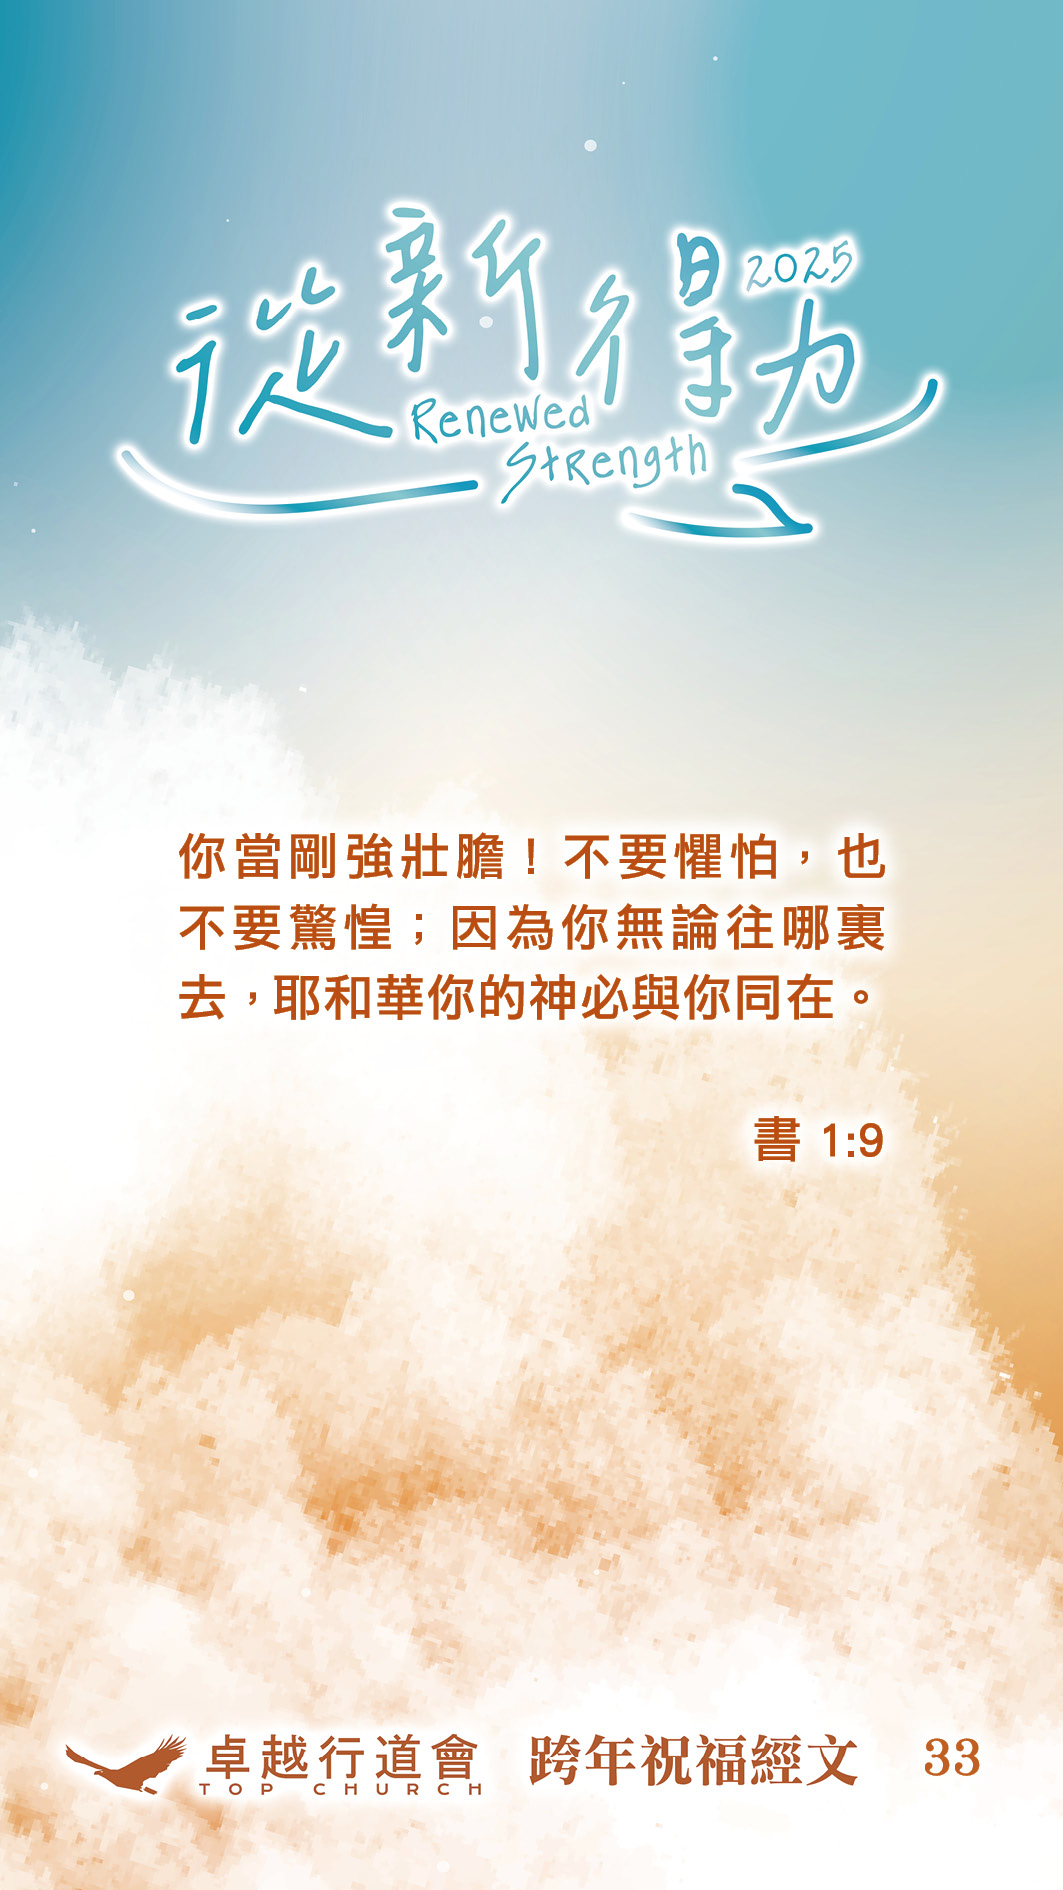 從新得力 2025
Renewed
Strength
你當剛強壯膽！不要懼怕，也
不要驚惶；因為你無論往哪裏
去，耶和華你的神必與你同在。
書 1:9
卓越行道會 跨年祝福經文 33
TOP CHURCH